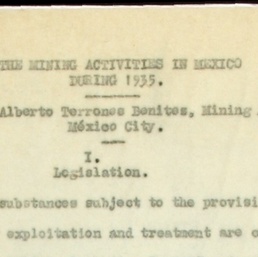 THE MINING ACTIVITIES IN MEXICO
DURING 1935.
Alberto Terrones Benites, Mining
México City.
I.
Legislation.
substances subject to the provisi
exploitation and treatment are